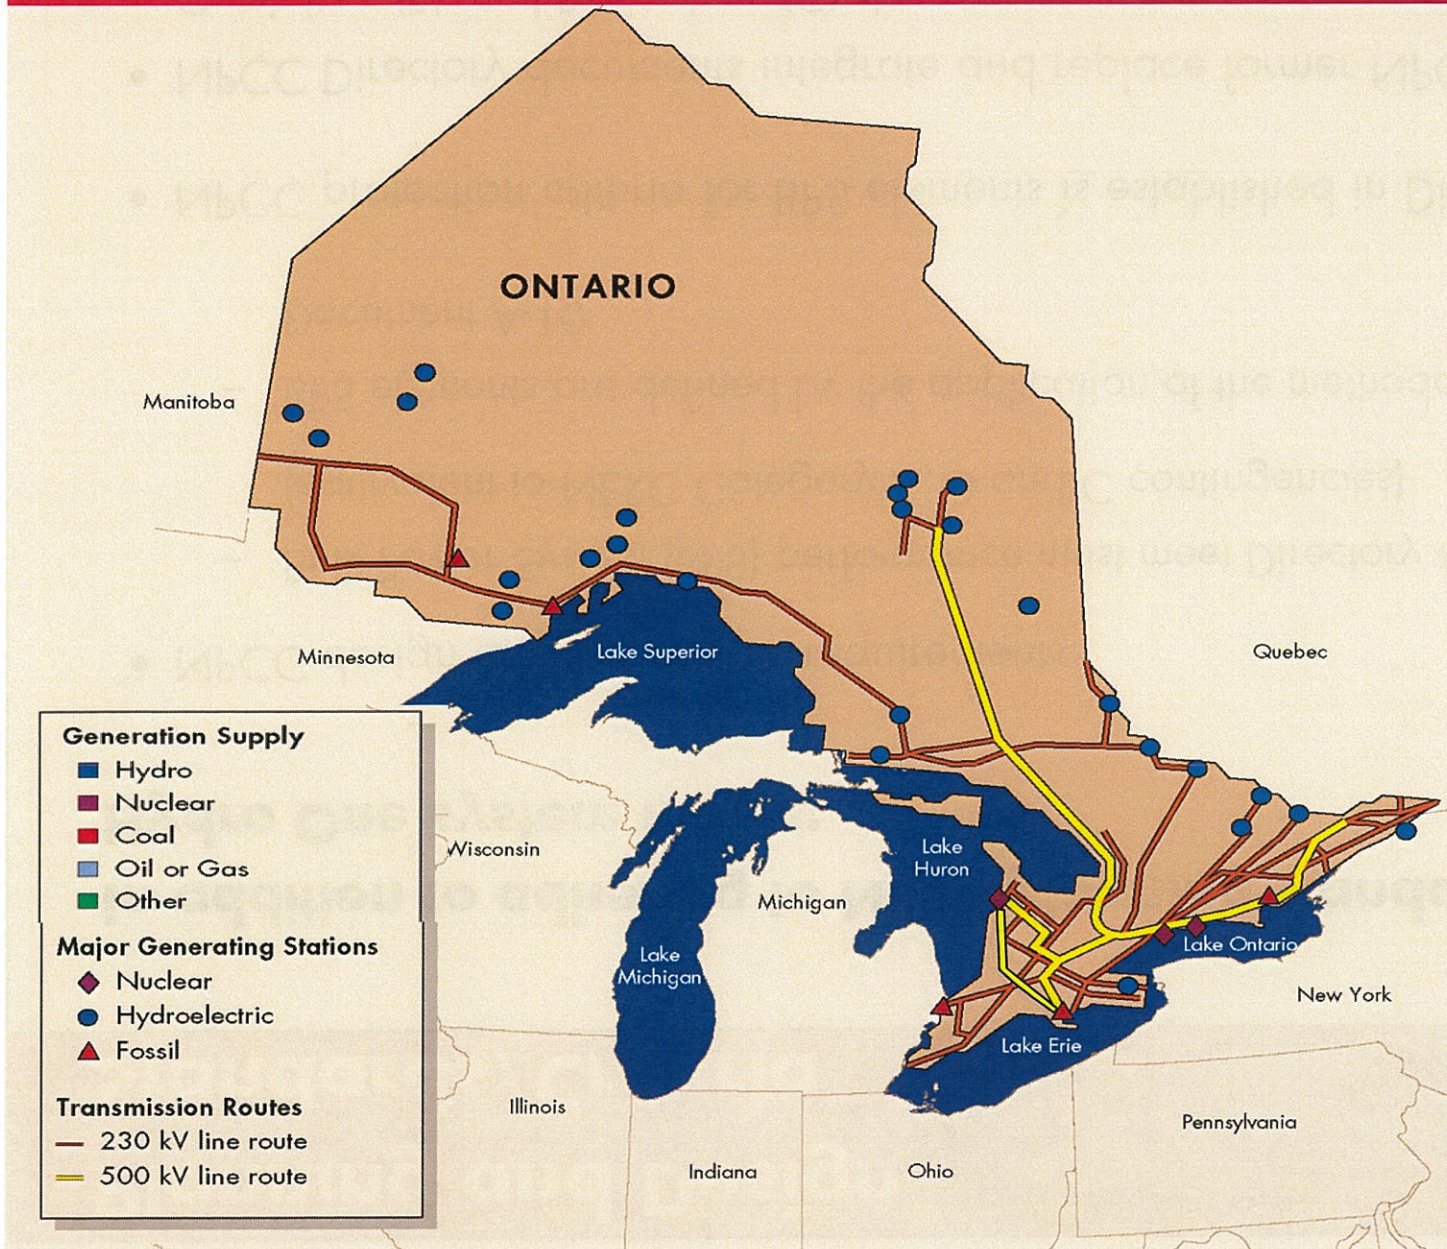 ONTARIO
Manitoba
Minnesota
Lake Superior
Quebec
Wisconsin
Michigan
Lake
Huron
Lake
Michigan
Lake Ontario
New York
Lake Erie
Illinois
Indiana
Ohio
Pennsylvania
Generation Supply
Hydro
Nuclear
Coal
Oil or Gas
Other
Major Generating Stations
Nuclear
Hydroelectric
Fossil
Transmission Routes
230 kV line route
500 kV line route